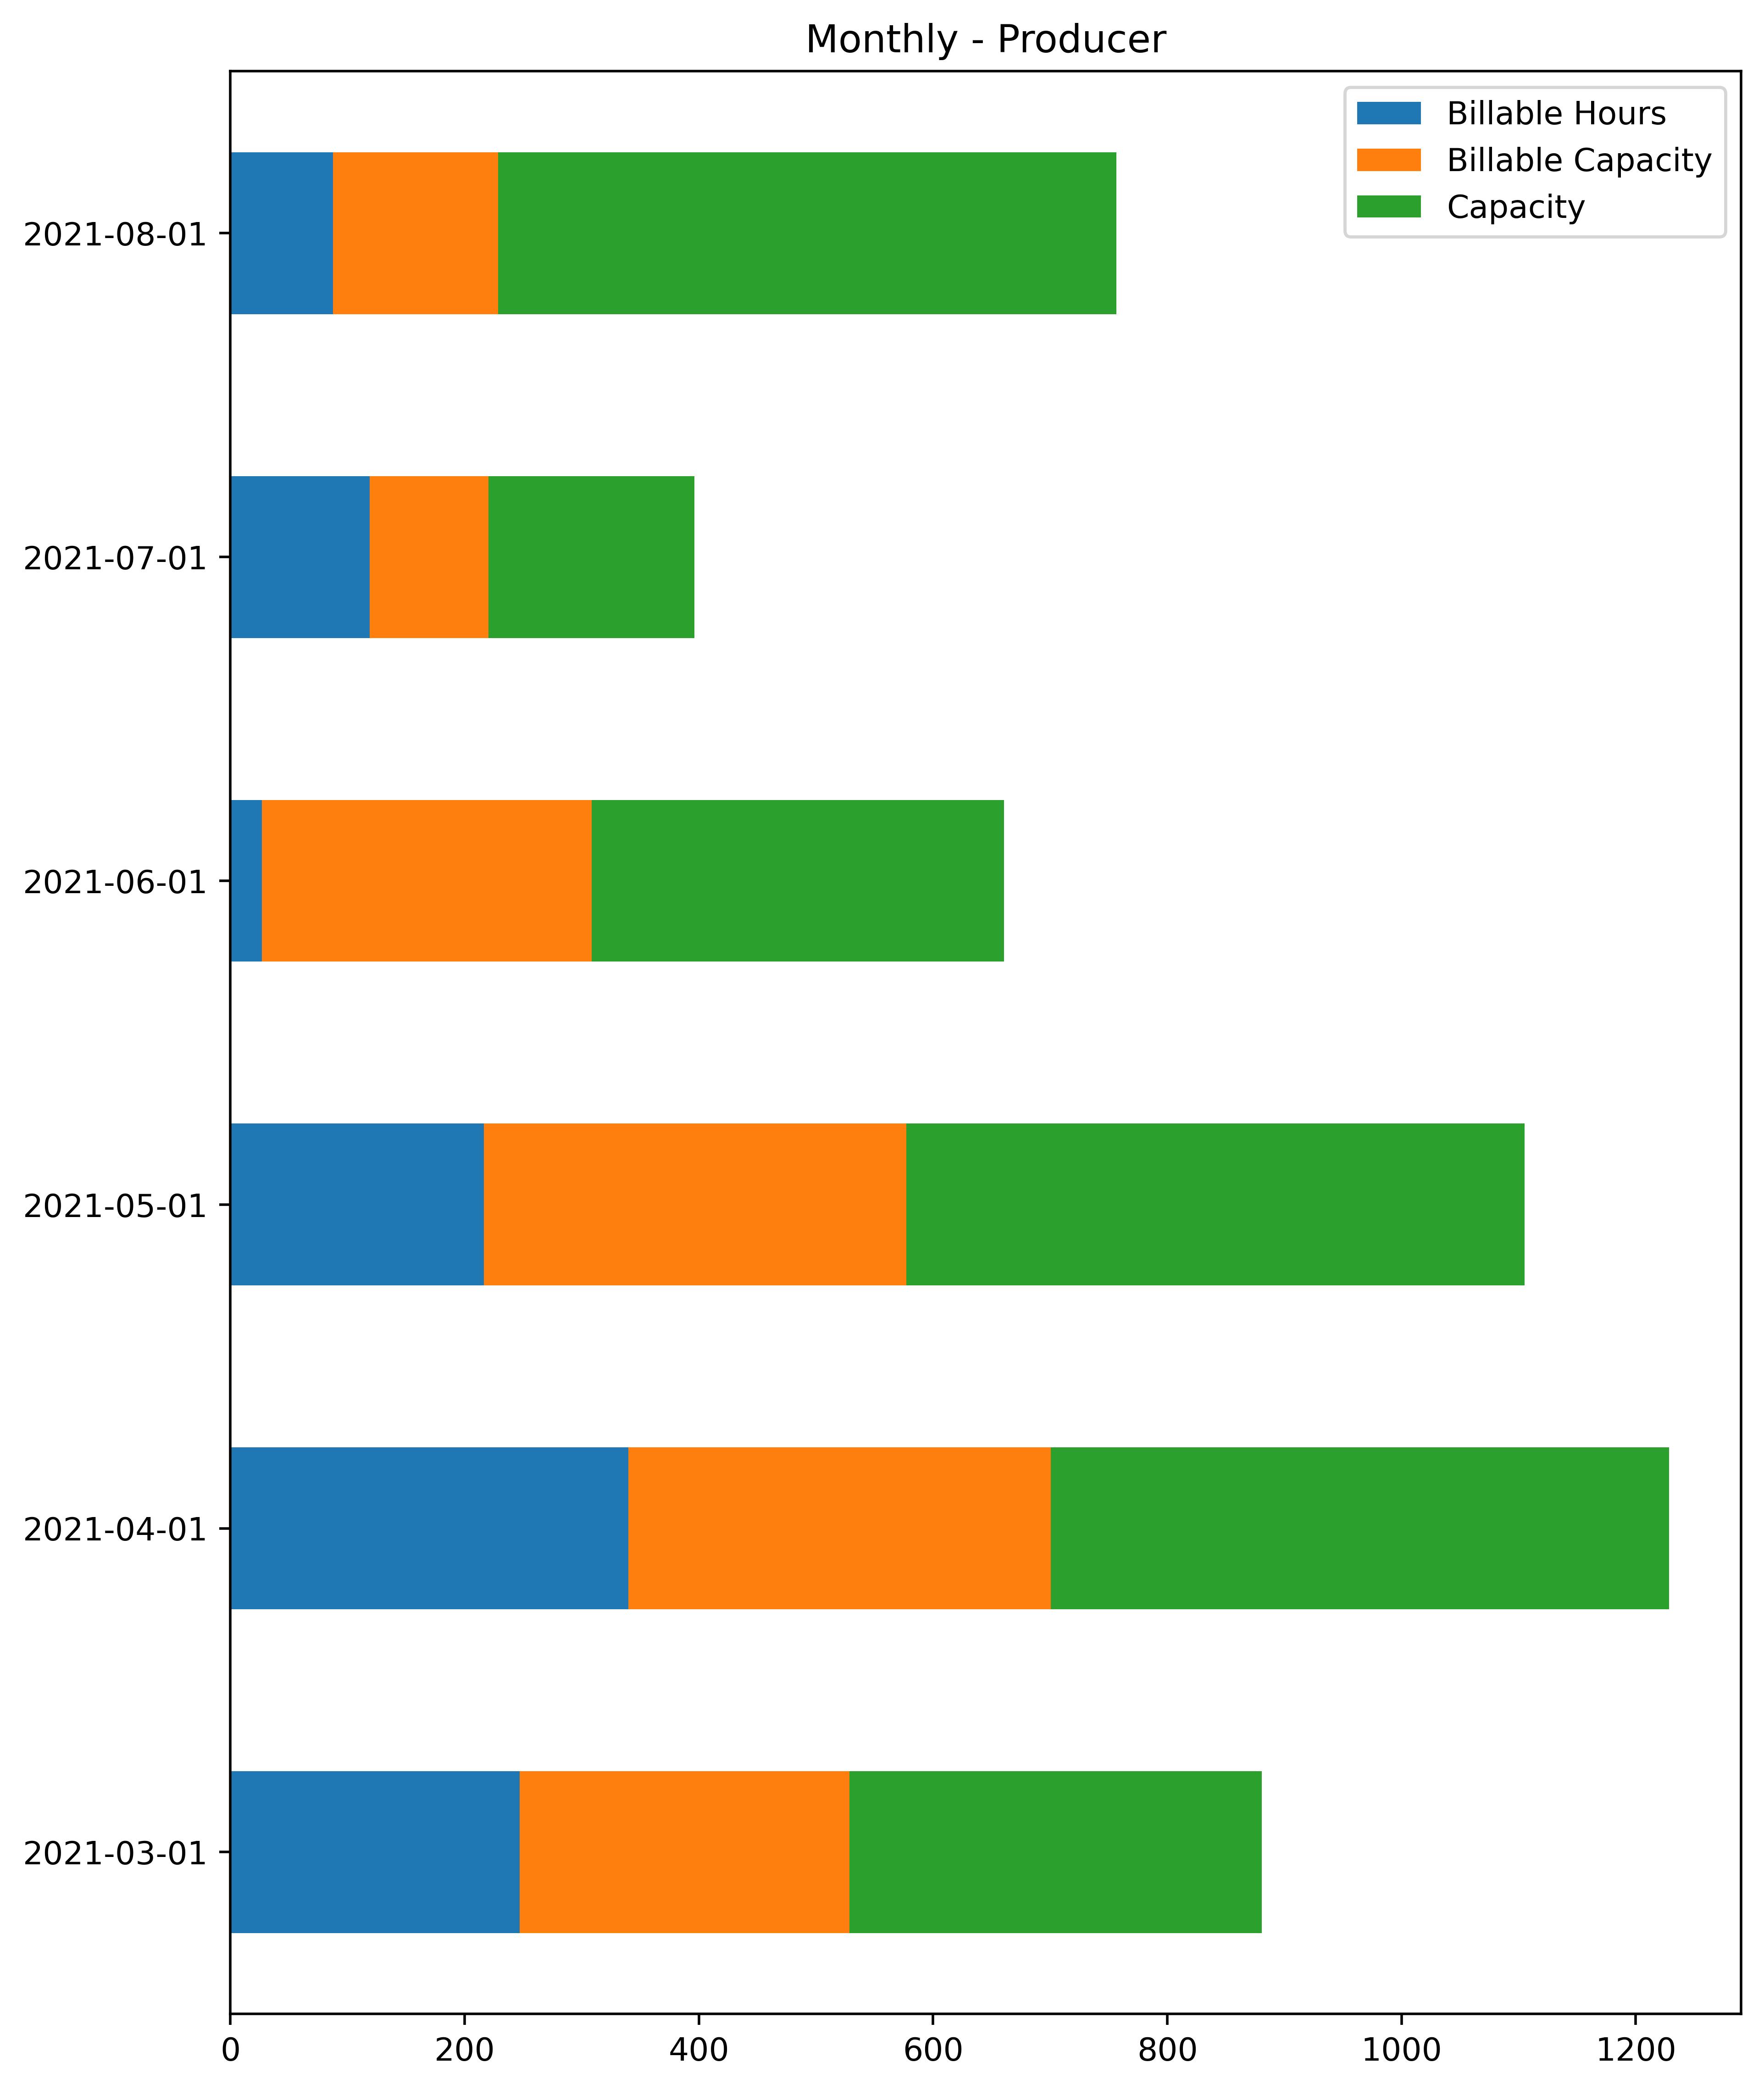 Monthly - Producer
Billable Hours
Billable Capacity
Capacity
2021-08-01
2021-07-01
2021-06-01
2021-05-01
2021-04-01
2021-03-01
0 200 400 600 800 1000 1200